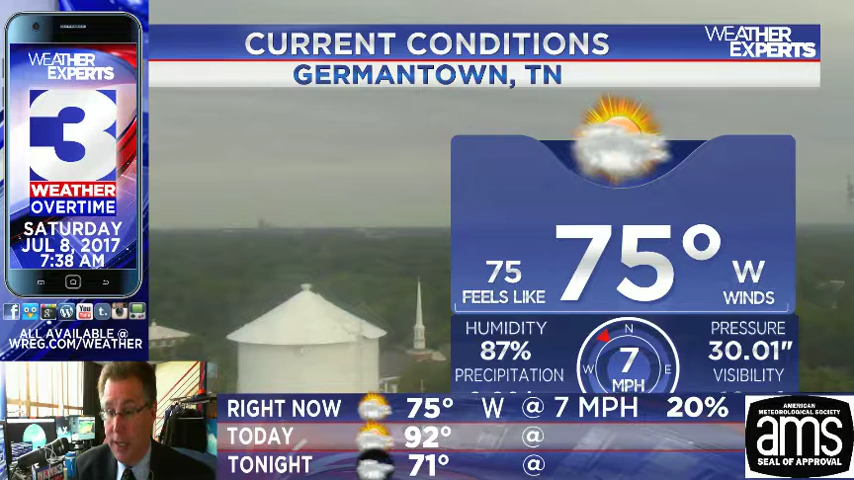 WEATHER
EXPERTS
3
WEATHER
OVERTIME
SATURDAY
JUL 8, 2017
7:38 AM
ALL AVAILABLE @
WREG.COM/WEATHER
CURRENT CONDITIONS
GERMANTOWN, TN
WEATHER
EXPERTS
75°
75
FEELS LIKE
W
WINDS
HUMIDITY
87%
PRECIPITATION
N
W
E
7
MPH
PRESSURE
30.01"
VISIBILITY
RIGHT NOW 75° W @ 7 MPH 20%
TODAY 92° @
TONIGHT 71° @
AMERICAN
METEOROLOGICAL SOCIETY
ams
SEAL OF APPROVAL